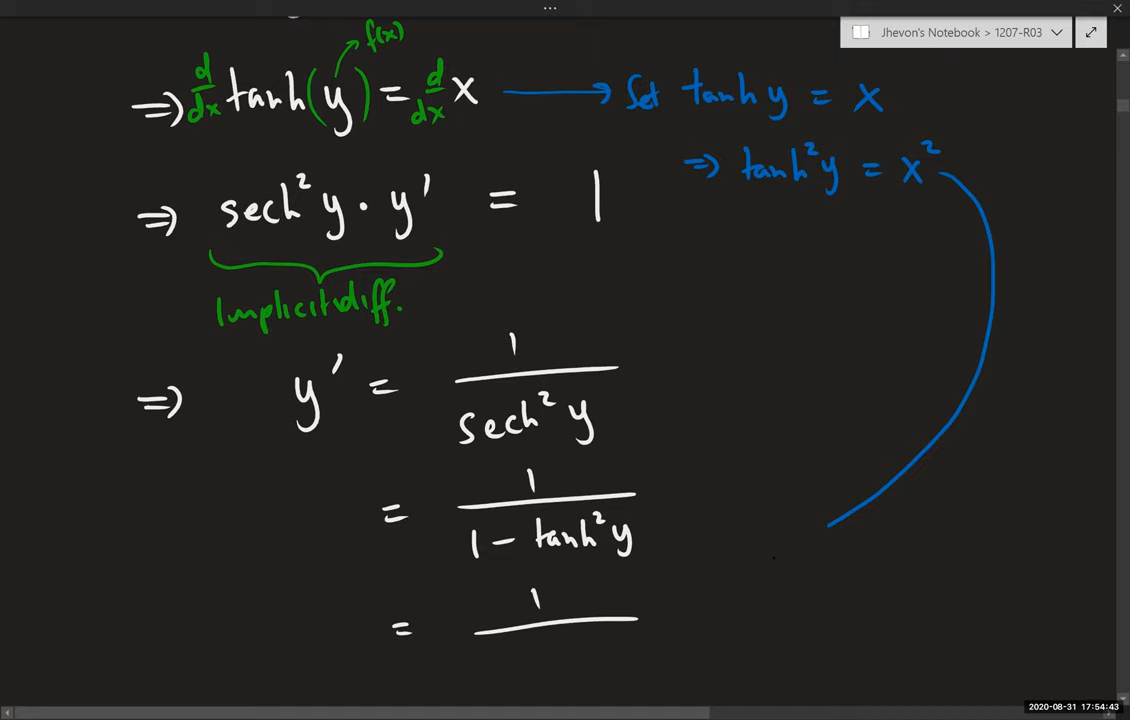 Jhevon's Notebook > 1207-R03
f(x)
⇒ d/dx tanh(y) = d/dx x → Set tanh y = x
⇒ tanh²y = x²
⇒ sech²y · y' = 1
Implicit diff.
⇒ y' = 1/sech²y
= 1/(1 - tanh²y)
= 1/
2020-08-31 17:54:43